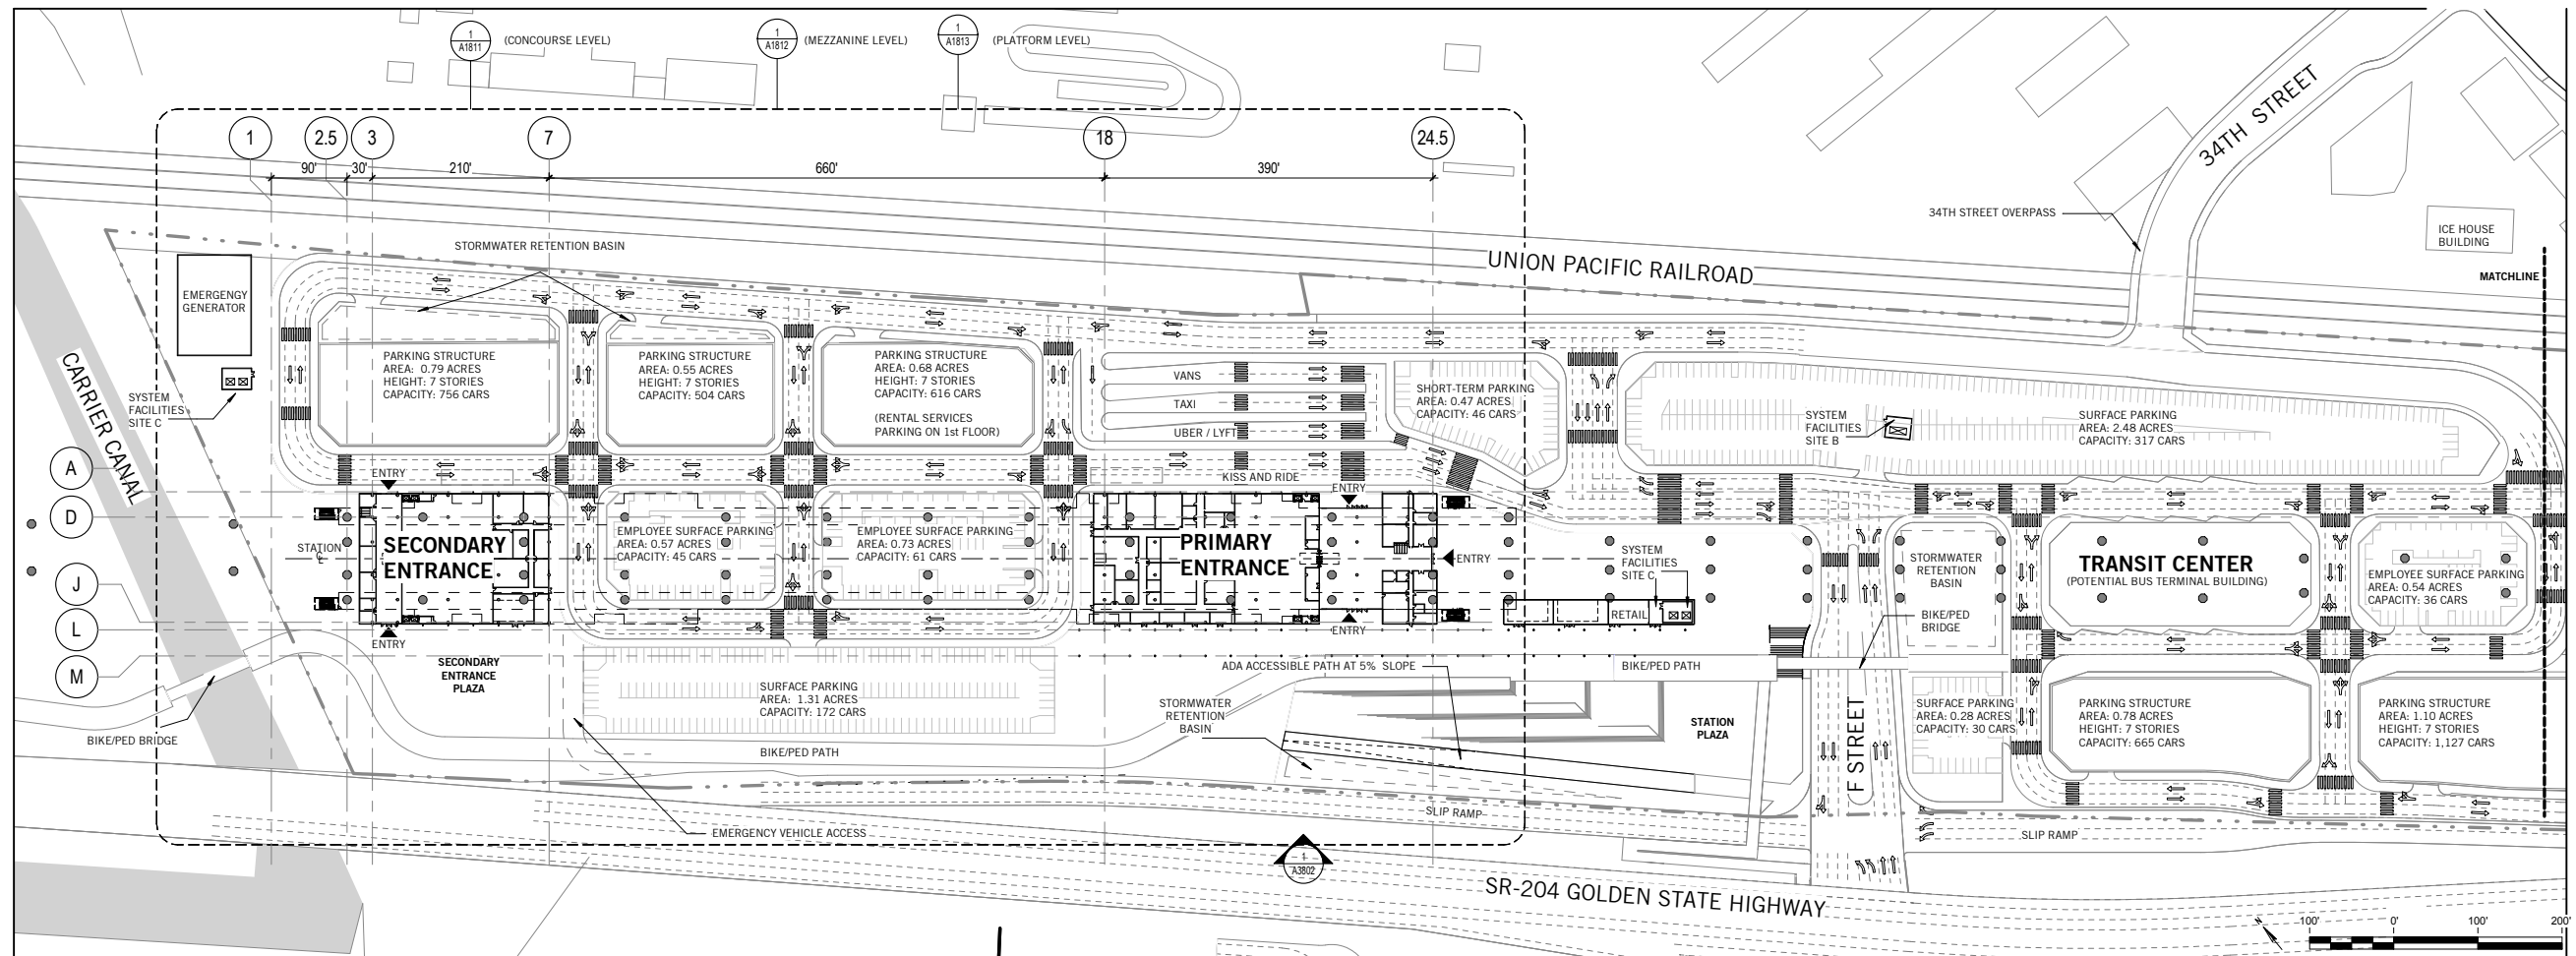 1
A1811
(CONCOURSE LEVEL)
1
A1812
(MEZZANINE LEVEL)
1
A1813
(PLATFORM LEVEL)
1
2.5
3
7
18
24.5
90'
30'
210'
660'
390'
34TH STREET
34TH STREET OVERPASS
ICE HOUSE
BUILDING
MATCHLINE
UNION PACIFIC RAILROAD
STORMWATER RETENTION BASIN
EMERGENGY
GENERATOR
CARRIER CANAL
SYSTEM
FACILITIES
SITE C
PARKING STRUCTURE
AREA: 0.79 ACRES
HEIGHT: 7 STORIES
CAPACITY: 756 CARS
PARKING STRUCTURE
AREA: 0.55 ACRES
HEIGHT: 7 STORIES
CAPACITY: 504 CARS
PARKING STRUCTURE
AREA: 0.68 ACRES
HEIGHT: 7 STORIES
CAPACITY: 616 CARS
(RENTAL SERVICES
PARKING ON 1st FLOOR)
VANS
TAXI
UBER / LYFT
KISS AND RIDE
SHORT-TERM PARKING
AREA: 0.47 ACRES
CAPACITY: 46 CARS
SYSTEM
FACILITIES
SITE B
SURFACE PARKING
AREA: 2.48 ACRES
CAPACITY: 317 CARS
A
D
J
L
M
ENTRY
STATION
SECONDARY
ENTRANCE
ENTRY
EMPLOYEE SURFACE PARKING
AREA: 0.57 ACRES
CAPACITY: 45 CARS
EMPLOYEE SURFACE PARKING
AREA: 0.73 ACRES
CAPACITY: 61 CARS
ENTRY
PRIMARY
ENTRANCE
ENTRY
ENTRY
SYSTEM
FACILITIES
SITE C
RETAIL
STORMWATER
RETENTION
BASIN
TRANSIT CENTER
(POTENTIAL BUS TERMINAL BUILDING)
EMPLOYEE SURFACE PARKING
AREA: 0.54 ACRES
CAPACITY: 36 CARS
BIKE/PED
BRIDGE
SECONDARY
ENTRANCE
PLAZA
SURFACE PARKING
AREA: 1.31 ACRES
CAPACITY: 172 CARS
ADA ACCESSIBLE PATH AT 5% SLOPE
BIKE/PED PATH
STORMWATER
RETENTION
BASIN
STATION
PLAZA
F STREET
SURFACE PARKING
AREA: 0.28 ACRES
CAPACITY: 30 CARS
PARKING STRUCTURE
AREA: 0.78 ACRES
HEIGHT: 7 STORIES
CAPACITY: 665 CARS
PARKING STRUCTURE
AREA: 1.10 ACRES
HEIGHT: 7 STORIES
CAPACITY: 1,127 CARS
BIKE/PED BRIDGE
BIKE/PED PATH
EMERGENCY VEHICLE ACCESS
SLIP RAMP
SLIP RAMP
1
A3802
SR-204 GOLDEN STATE HIGHWAY
N
100'
0'
100'
200'